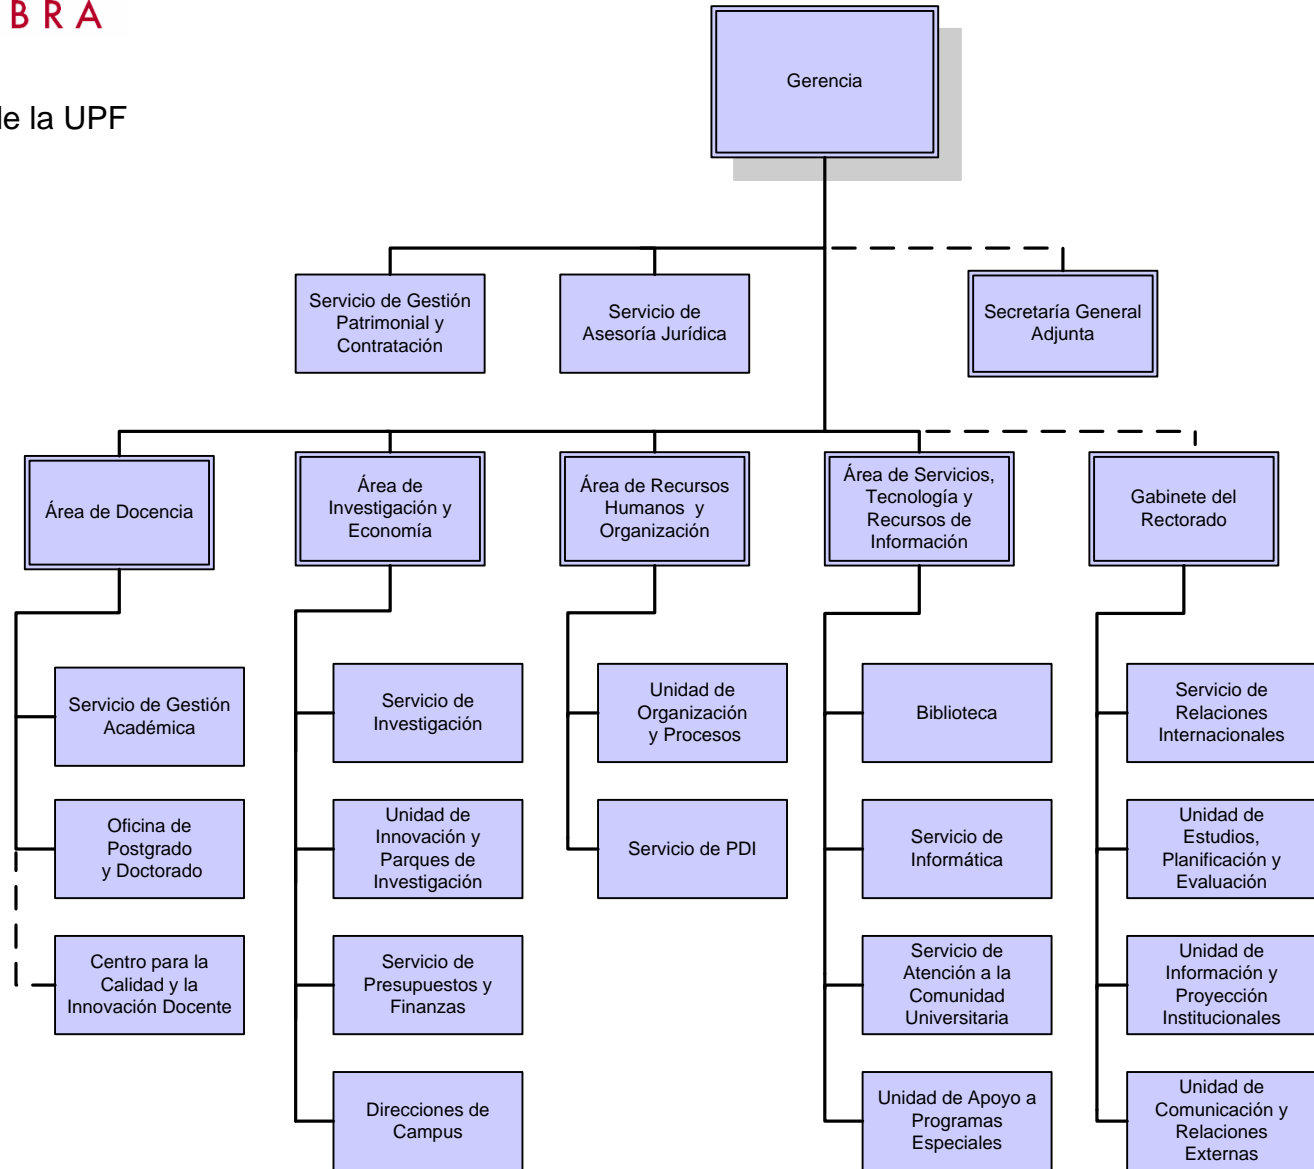 BRA
de la UPF
Gerencia
Servicio de Gestión
Patrimonial y
Contratación
Servicio de
Asesoría Jurídica
Secretaría General
Adjunta
Área de Docencia
Área de
Investigación y
Economía
Área de Recursos
Humanos y
Organización
Área de Servicios,
Tecnología y
Recursos de
Información
Gabinete del
Rectorado
Servicio de Gestión
Académica
Oficina de
Postgrado
y Doctorado
Centro para la
Calidad y la
Innovación Docente
Servicio de
Investigación
Unidad de
Innovación y
Parques de
Investigación
Servicio de
Presupuestos y
Finanzas
Direcciones de
Campus
Unidad de
Organización
y Procesos
Servicio de PDI
Biblioteca
Servicio de
Informática
Servicio de
Atención a la
Comunidad
Universitaria
Unidad de Apoyo a
Programas
Especiales
Servicio de
Relaciones
Internacionales
Unidad de
Estudios,
Planificación y
Evaluación
Unidad de
Información y
Proyección
Institucionales
Unidad de
Comunicación y
Relaciones
Externas